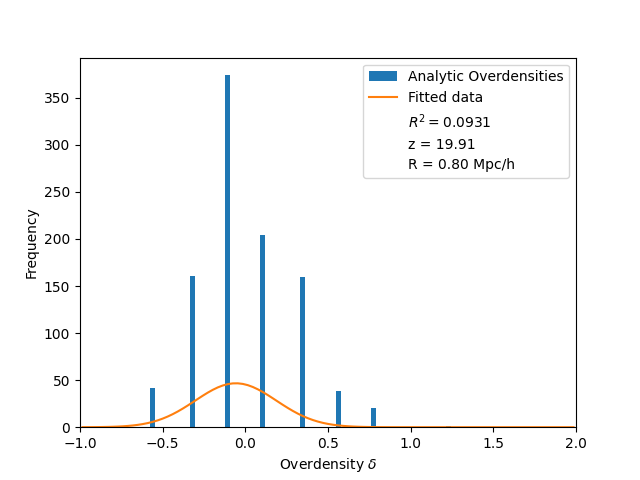 Analytic Overdensities
Fitted data
R² = 0.0931
z = 19.91
R = 0.80 Mpc/h
350
300
250
200
150
100
50
0
Frequency
−1.0 −0.5 0.0 0.5 1.0 1.5 2.0
Overdensity δ